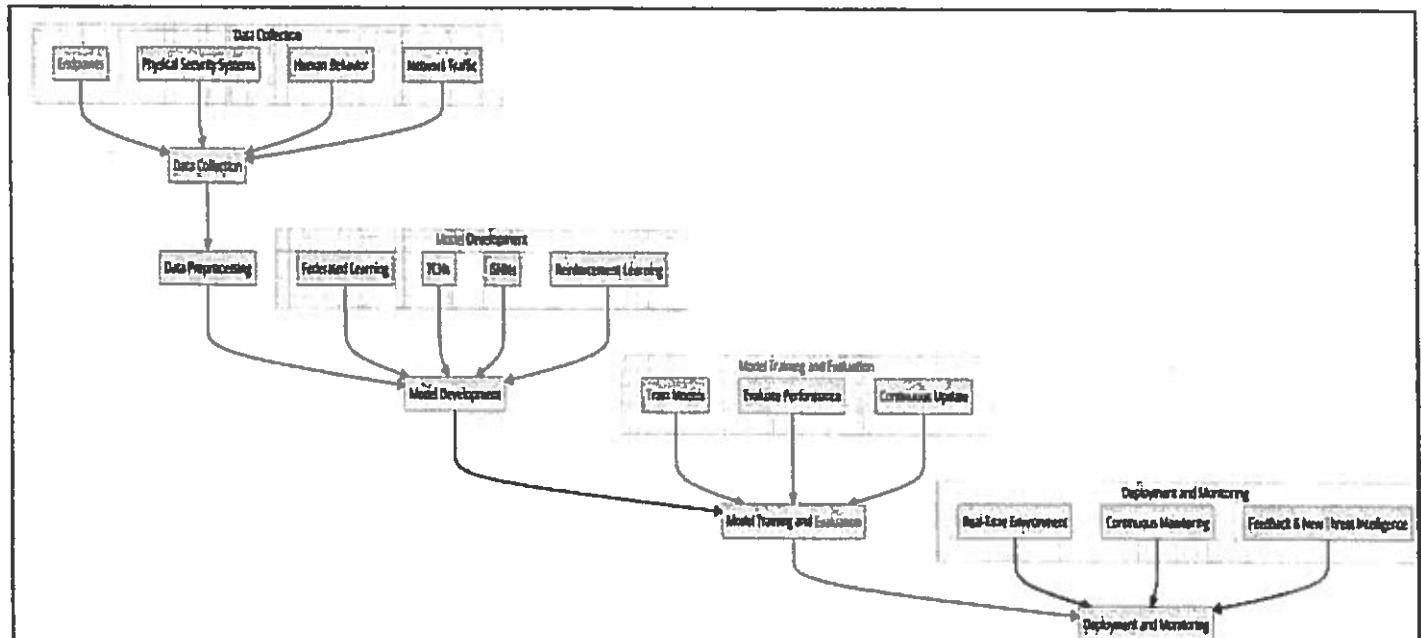 Data Collection
Endpoints
Physical Security Systems
Human Behavior
Network Traffic
Data Collection
Model Development
Data Preprocessing
Federated Learning
TCNs
GNNs
Reinforcement Learning
Model Training and Evaluation
Model Development
Train Models
Evaluate Performance
Continuous Update
Deployment and Monitoring
Model Training and Evaluation
Real-Time Environment
Continuous Monitoring
Feedback & New Threat Intelligence
Deployment and Monitoring